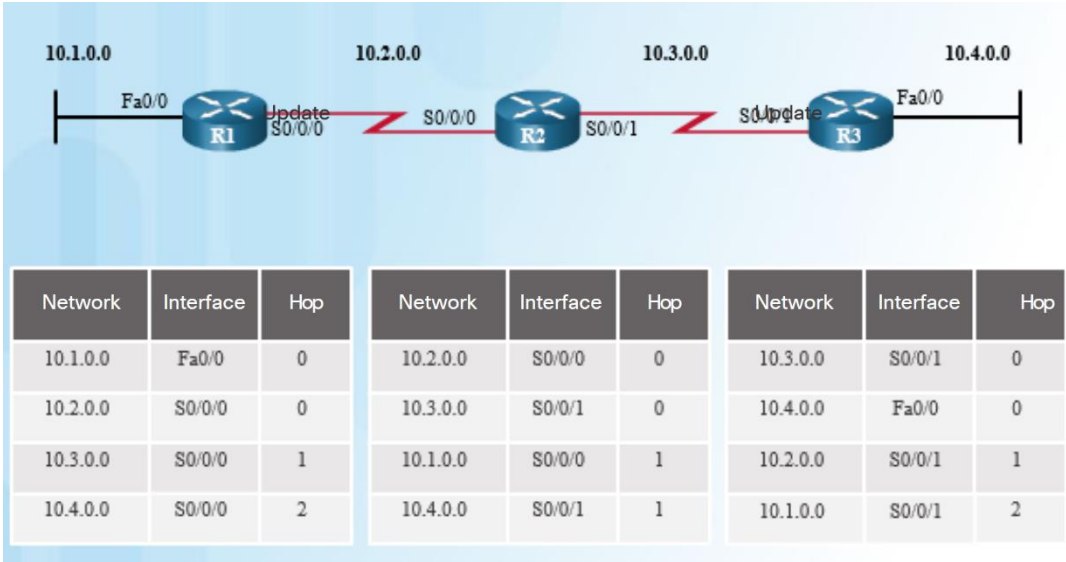 10.1.0.0 10.2.0.0 10.3.0.0 10.4.0.0
Fa0/0 Update S0/0/0 S0/0/0 S0/0/1 S0/0/1 Update Fa0/0
R1 R2 R3
Network Interface Hop Network Interface Hop Network Interface Hop
10.1.0.0 Fa0/0 0 10.2.0.0 S0/0/0 0 10.3.0.0 S0/0/1 0
10.2.0.0 S0/0/0 0 10.3.0.0 S0/0/1 0 10.4.0.0 Fa0/0 0
10.3.0.0 S0/0/0 1 10.1.0.0 S0/0/0 1 10.2.0.0 S0/0/1 1
10.4.0.0 S0/0/0 2 10.4.0.0 S0/0/1 1 10.1.0.0 S0/0/1 2